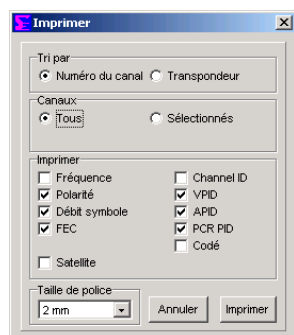 Imprimer
Tri par
Numéro du canal Transpondeur
Canaux
Tous Sélectionnés
Imprimer
Fréquence Channel ID
Polarité VPID
Débit symbole APID
FEC PCR PID
Codé
Satellite
Taille de police
2 mm Annuler Imprimer